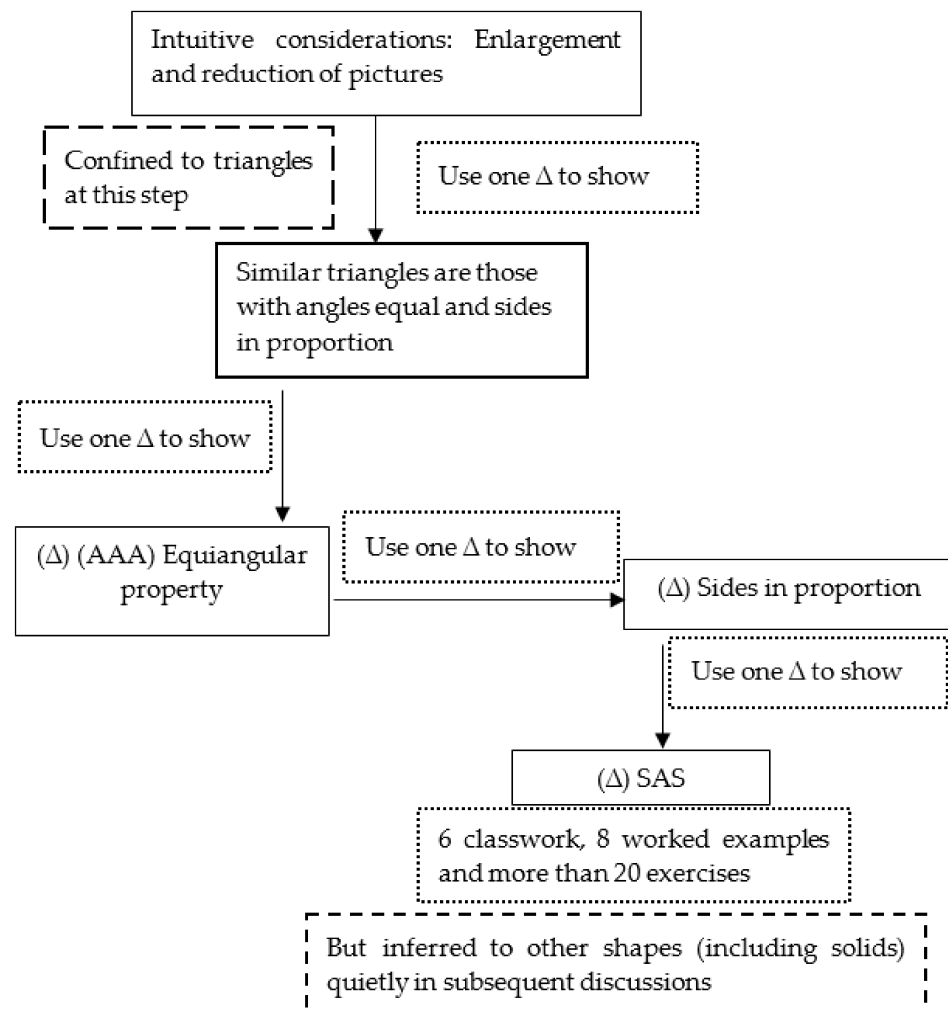 Intuitive considerations: Enlargement
and reduction of pictures
Confined to triangles
at this step
Use one Δ to show
Similar triangles are those
with angles equal and sides
in proportion
Use one Δ to show
(Δ) (AAA) Equiangular
property
Use one Δ to show
(Δ) Sides in proportion
Use one Δ to show
(Δ) SAS
6 classwork, 8 worked examples
and more than 20 exercises
But inferred to other shapes (including solids)
quietly in subsequent discussions